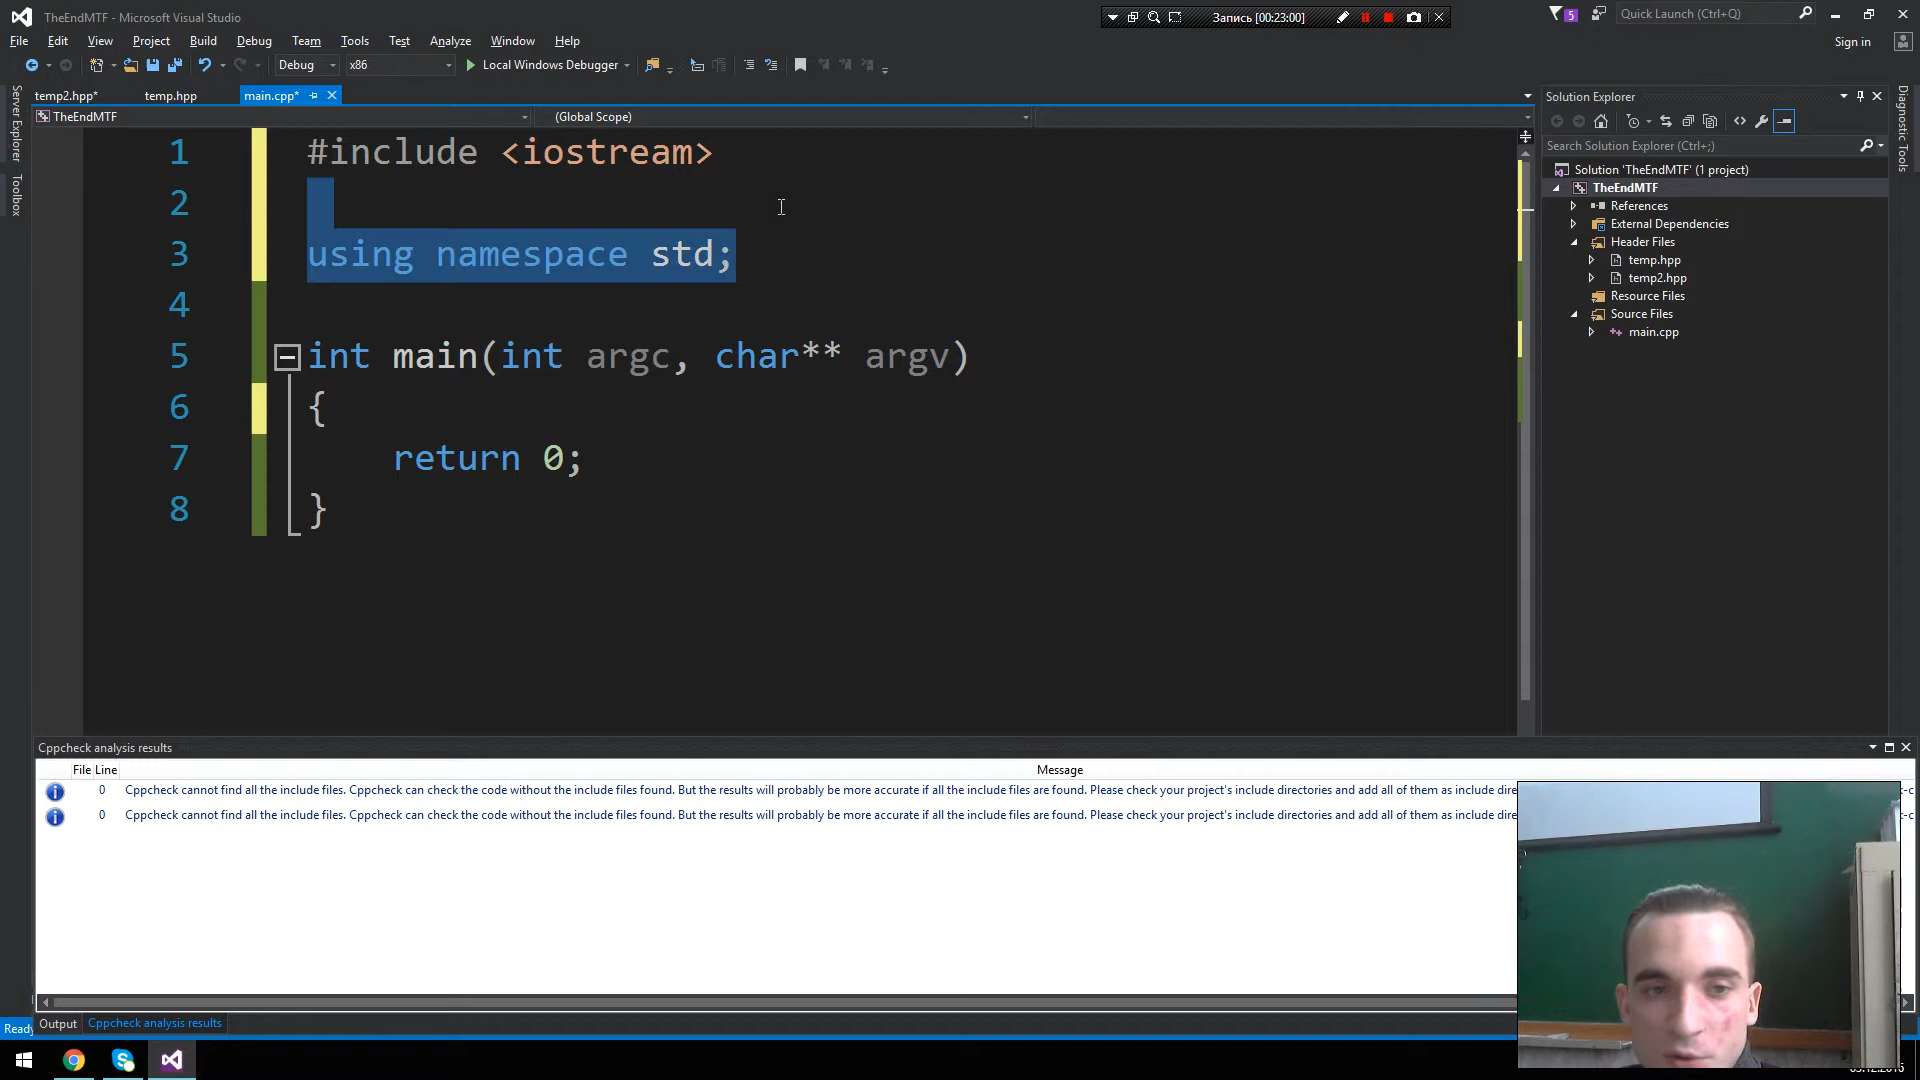 TheEndMTF - Microsoft Visual Studio
Запись [00:23:00]
5
Quick Launch (Ctrl+Q)
File Edit View Project Build Debug Team Tools Test Analyze Window Help
Sign in
Debug x86 Local Windows Debugger
temp2.hpp* temp.hpp main.cpp*
TheEndMTF (Global Scope)
Server Explorer
Toolbox
1 #include <iostream>
2
3 using namespace std;
4
5 int main(int argc, char** argv)
6 {
7 return 0;
8 }
Solution Explorer
Search Solution Explorer (Ctrl+;)
Solution 'TheEndMTF' (1 project)
TheEndMTF
References
External Dependencies
Header Files
temp.hpp
temp2.hpp
Resource Files
Source Files
main.cpp
Diagnostic Tools
Cppcheck analysis results
File Line Message
0 Cppcheck cannot find all the include files. Cppcheck can check the code without the include files found. But the results will probably be more accurate if all the include files are found. Please check your project's include directories and add all of them as include dire
0 Cppcheck cannot find all the include files. Cppcheck can check the code without the include files found. But the results will probably be more accurate if all the include files are found. Please check your project's include directories and add all of them as include dire
Output Cppcheck analysis results
Ready